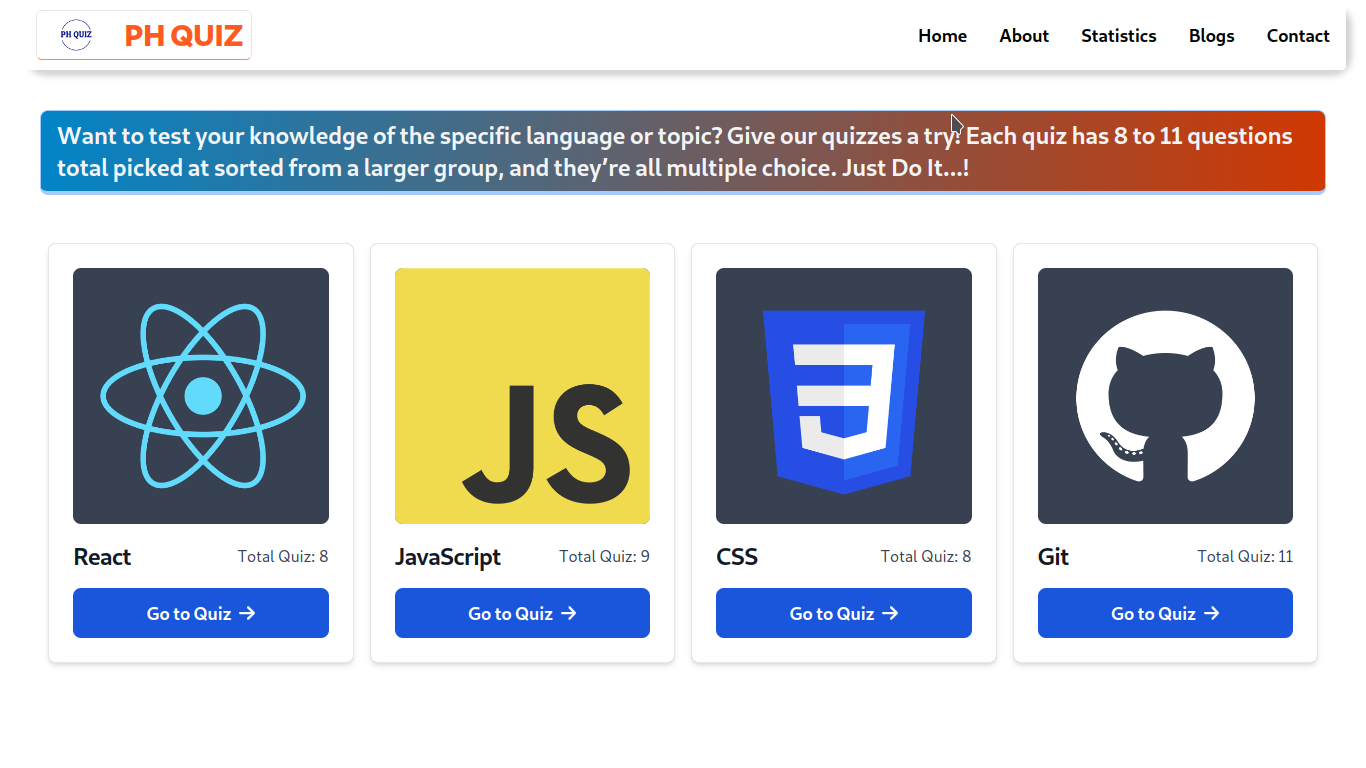 PH QUIZ
PH QUIZ
Home
About
Statistics
Blogs
Contact
Want to test your knowledge of the specific language or topic? Give our quizzes a try! Each quiz has 8 to 11 questions
total picked at sorted from a larger group, and they’re all multiple choice. Just Do It...!
JS
React
Total Quiz: 8
Go to Quiz →
JavaScript
Total Quiz: 9
Go to Quiz →
CSS
Total Quiz: 8
Go to Quiz →
Git
Total Quiz: 11
Go to Quiz →